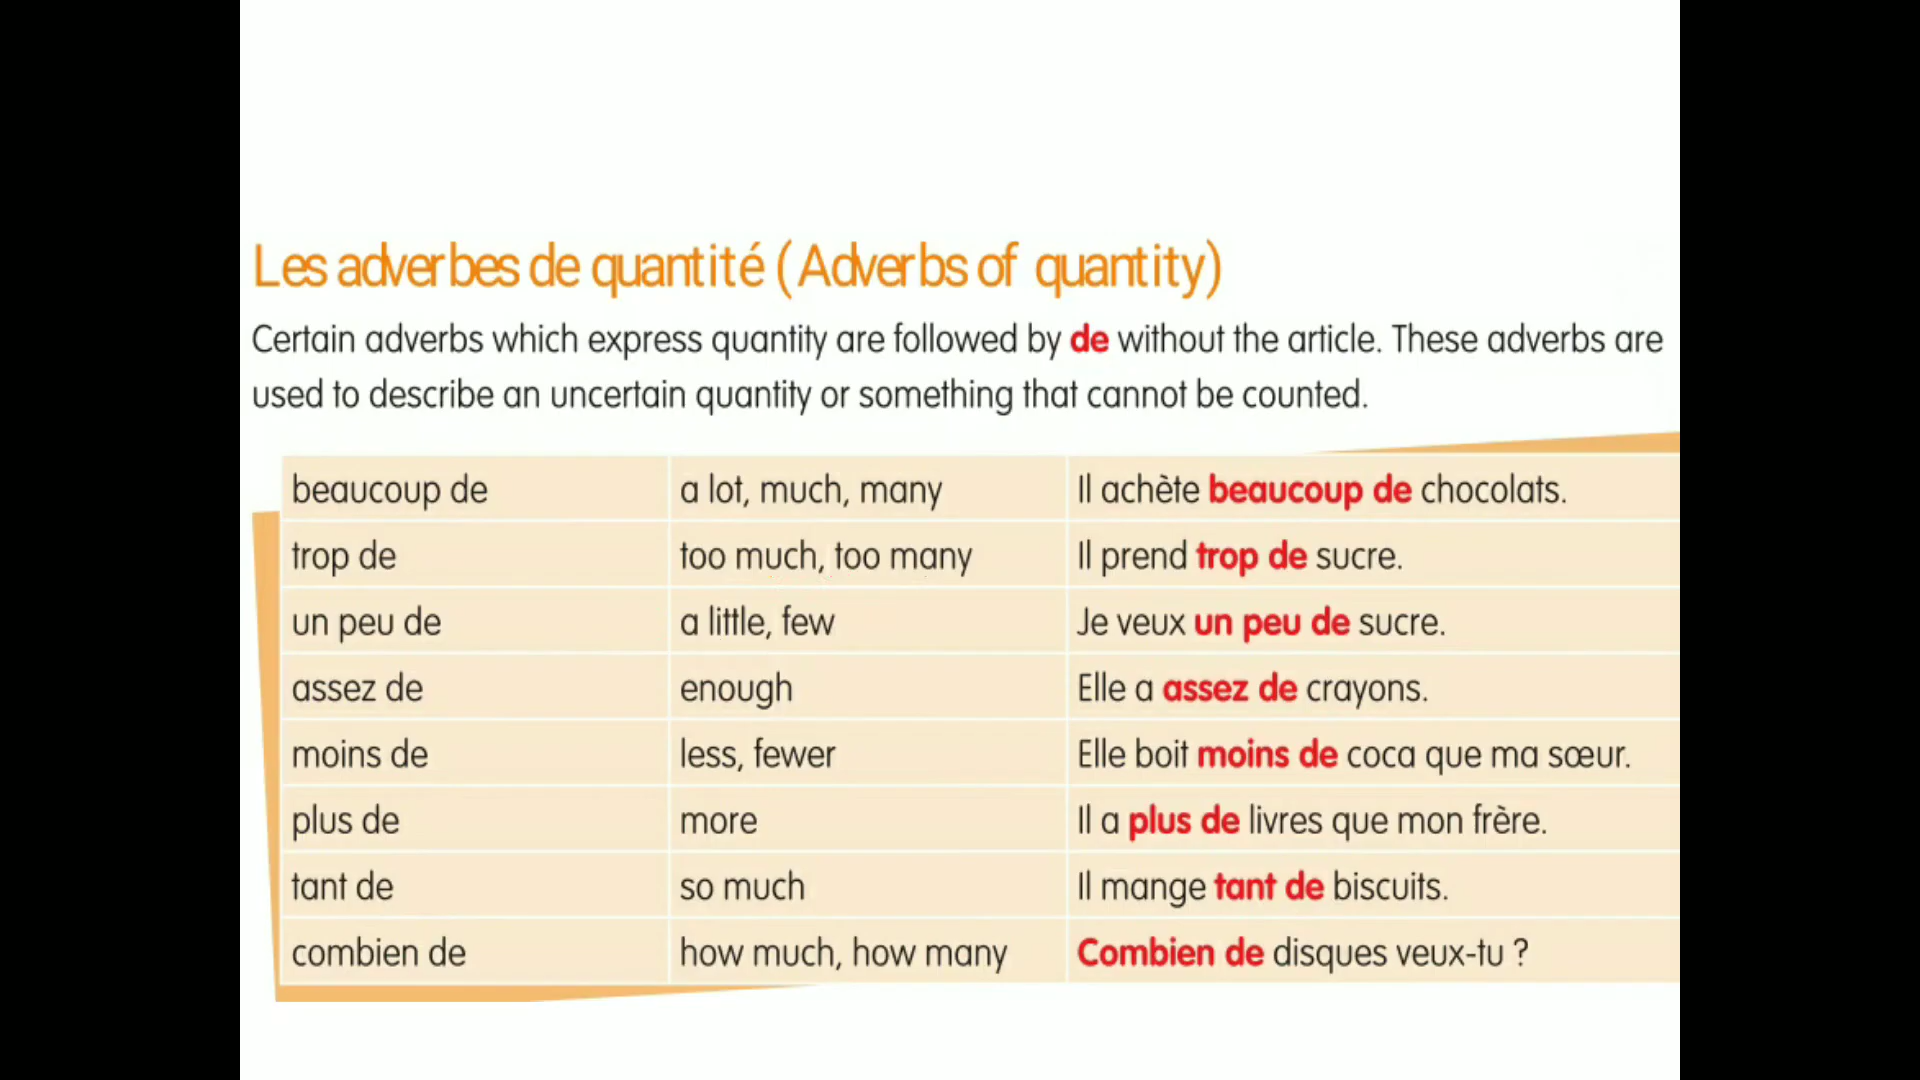 Les adverbes de quantité (Adverbs of quantity)
Certain adverbs which express quantity are followed by de without the article. These adverbs are
used to describe an uncertain quantity or something that cannot be counted.
beaucoup de a lot, much, many Il achète beaucoup de chocolats.
trop de too much, too many Il prend trop de sucre.
un peu de a little, few Je veux un peu de sucre.
assez de enough Elle a assez de crayons.
moins de less, fewer Elle boit moins de coca que ma sœur.
plus de more Il a plus de livres que mon frère.
tant de so much Il mange tant de biscuits.
combien de how much, how many Combien de disques veux-tu ?